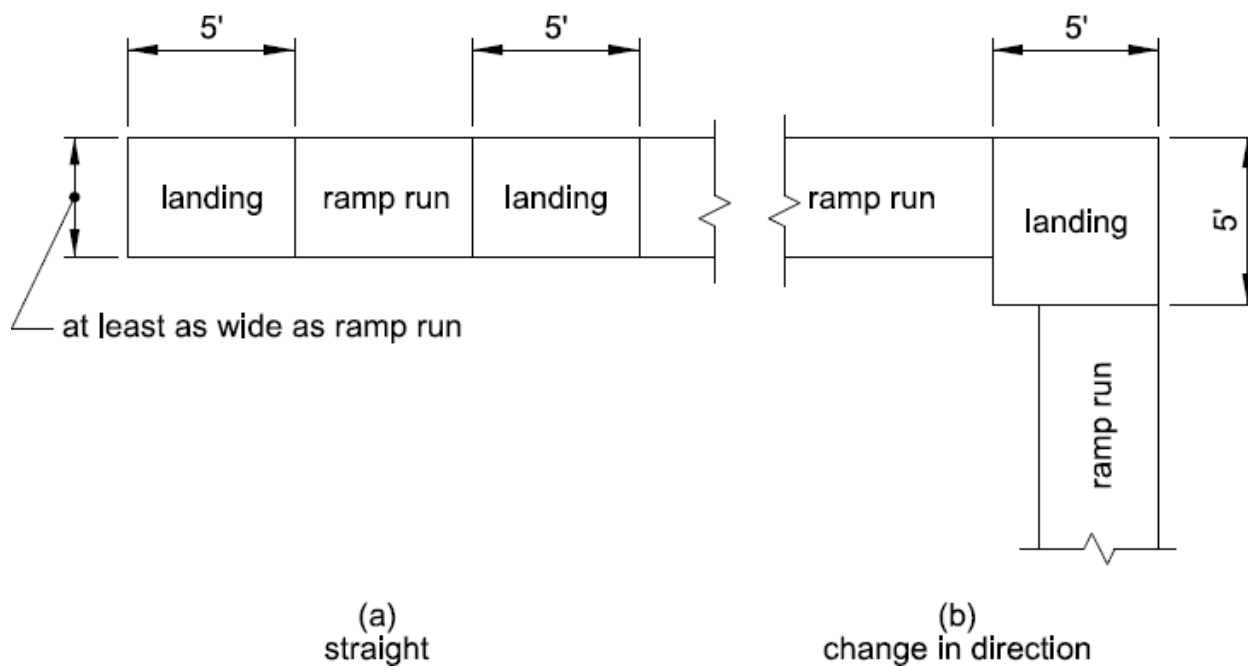 5'
5'
5'
landing
ramp run
landing
ramp run
landing
5'
at least as wide as ramp run
ramp run
(a)
straight
(b)
change in direction